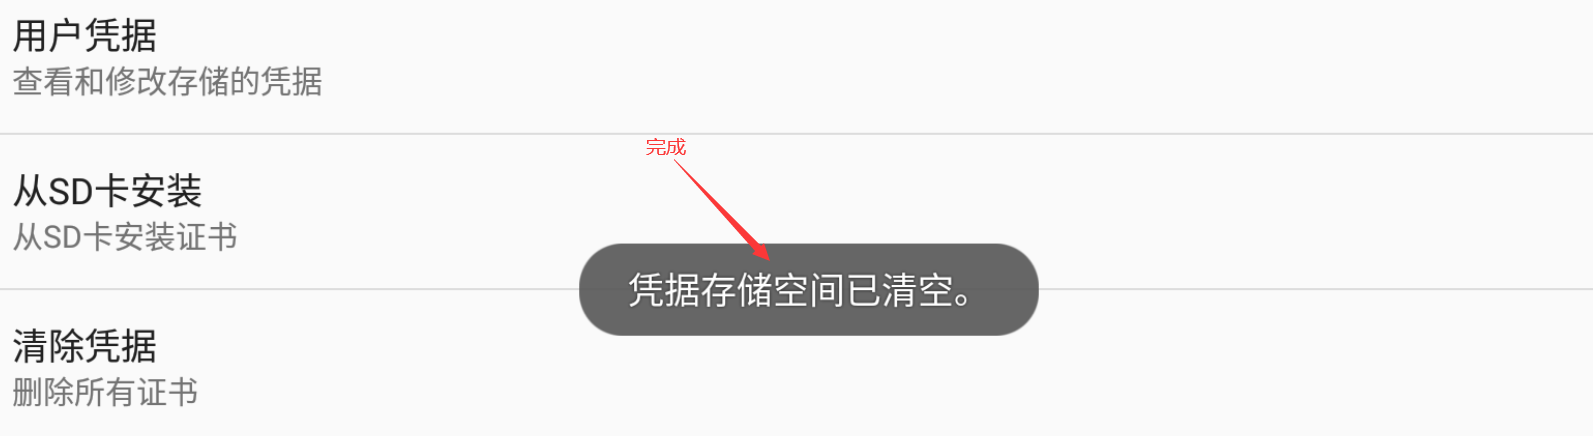 用户凭据
查看和修改存储的凭据
完成
从SD卡安装
从SD卡安装证书
凭据存储空间已清空。
清除凭据
删除所有证书